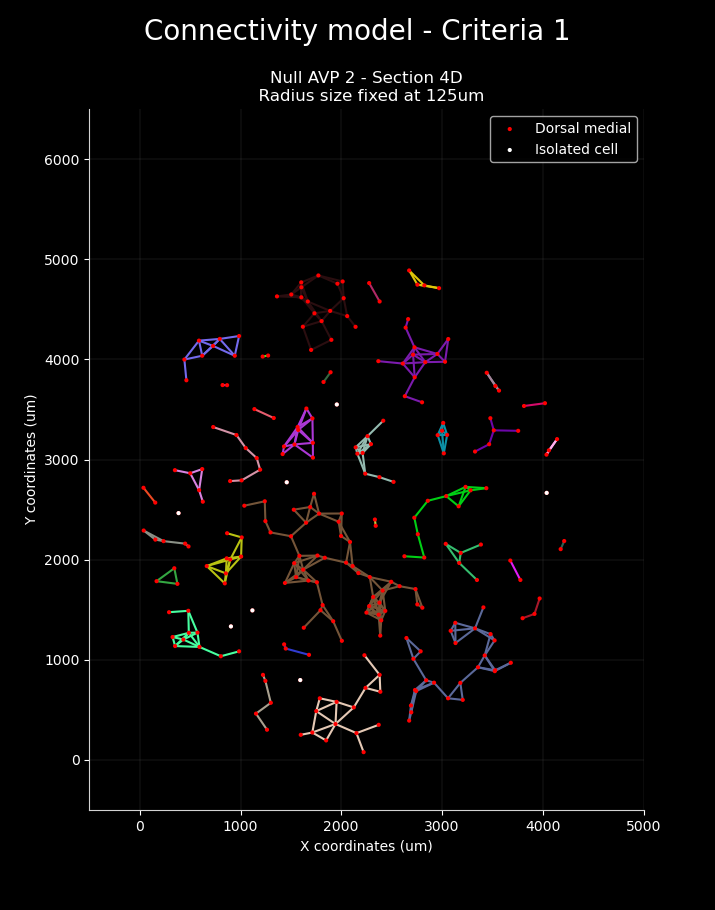 Connectivity model - Criteria 1
Null AVP 2 - Section 4D
Radius size fixed at 125um
Dorsal medial
Isolated cell
6000
5000
4000
3000
2000
1000
0
Y coordinates (um)
0 1000 2000 3000 4000 5000
X coordinates (um)